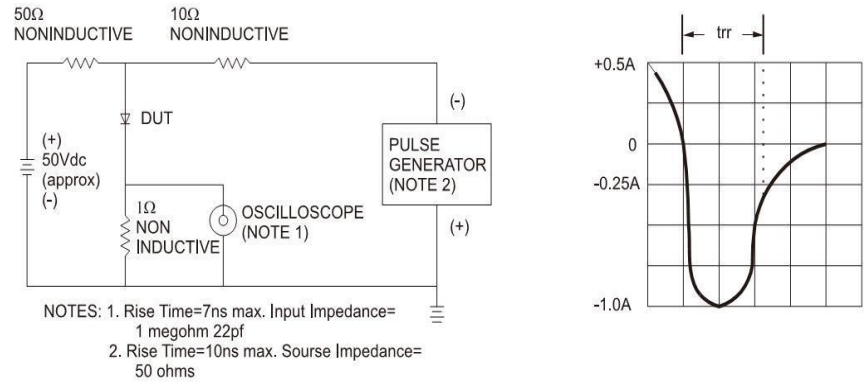 50Ω
NONINDUCTIVE
10Ω
NONINDUCTIVE
DUT
(+)
50Vdc
(approx)
(-)
1Ω
NON
INDUCTIVE
OSCILLOSCOPE
(NOTE 1)
(-)
PULSE
GENERATOR
(NOTE 2)
(+)
NOTES: 1. Rise Time=7ns max. Input Impedance=
1 megohm 22pf
2. Rise Time=10ns max. Sourse Impedance=
50 ohms
trr
+0.5A
0
-0.25A
-1.0A